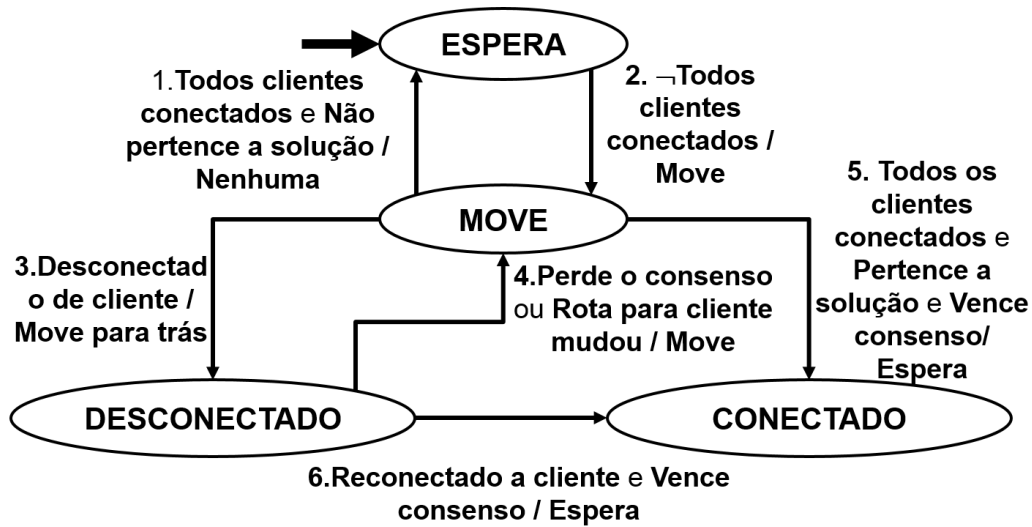 ESPERA
1.Todos clientes
conectados e Não
pertence a solução /
Nenhuma
2. ¬Todos
clientes
conectados /
Move
5. Todos os
clientes
conectados e
Pertence a
solução e Vence
consenso/
Espera
MOVE
3.Desconectad
o de cliente /
Move para trás
4.Perde o consenso
ou Rota para cliente
mudou / Move
DESCONECTADO
CONECTADO
6.Reconectado a cliente e Vence
consenso / Espera